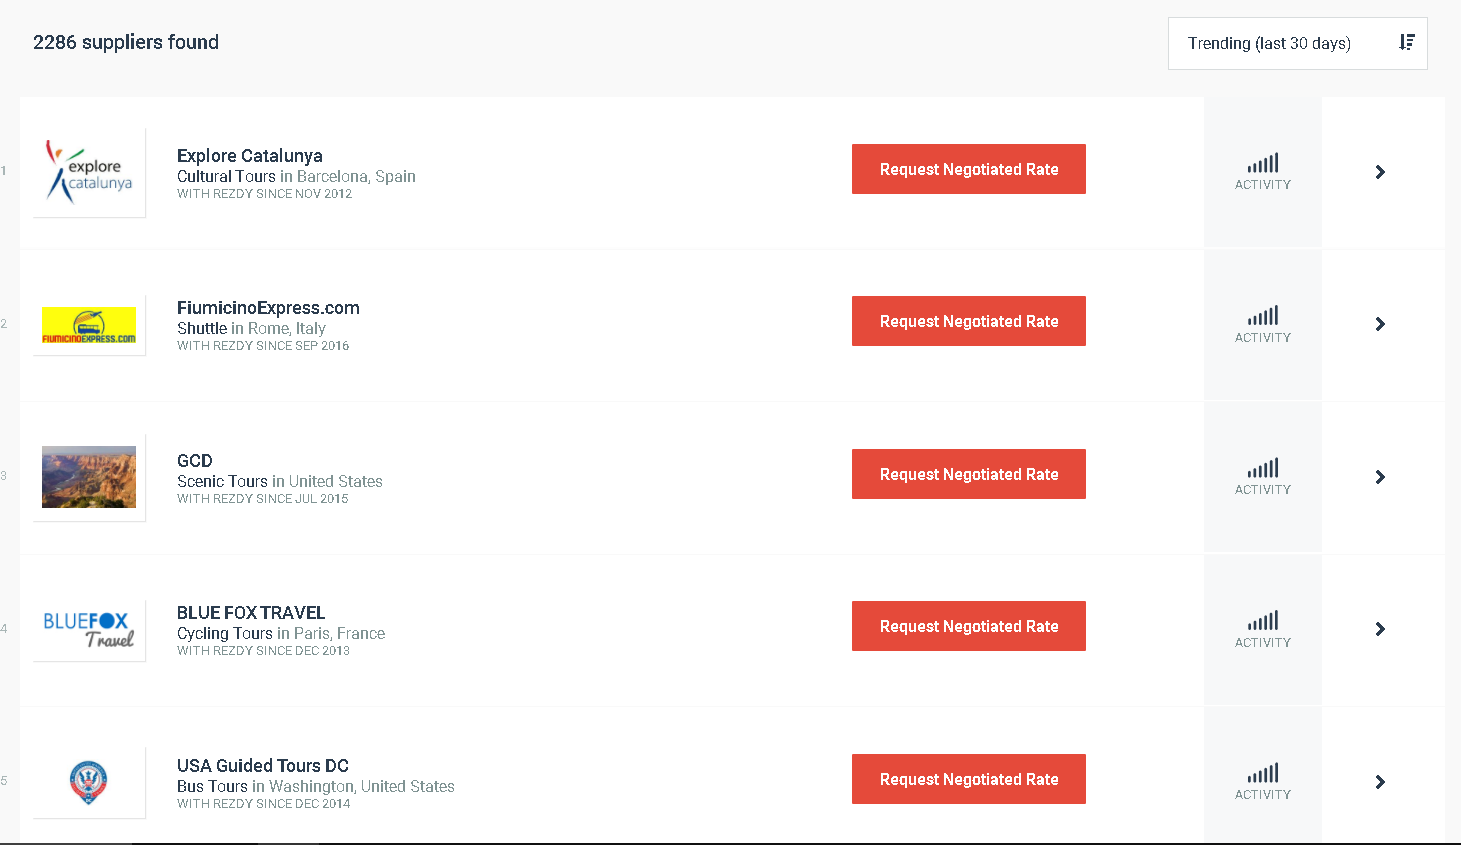 2286 suppliers found
Trending (last 30 days)
1
explore
catalunya
Explore Catalunya
Cultural Tours in Barcelona, Spain
WITH REZDY SINCE NOV 2012
Request Negotiated Rate
ACTIVITY
2
FIUMICINOEXPRESS.COM
FiumicinoExpress.com
Shuttle in Rome, Italy
WITH REZDY SINCE SEP 2016
Request Negotiated Rate
ACTIVITY
3
GCD
Scenic Tours in United States
WITH REZDY SINCE JUL 2015
Request Negotiated Rate
ACTIVITY
4
BLUEFOX
Travel
BLUE FOX TRAVEL
Cycling Tours in Paris, France
WITH REZDY SINCE DEC 2013
Request Negotiated Rate
ACTIVITY
5
USA Guided Tours DC
Bus Tours in Washington, United States
WITH REZDY SINCE DEC 2014
Request Negotiated Rate
ACTIVITY